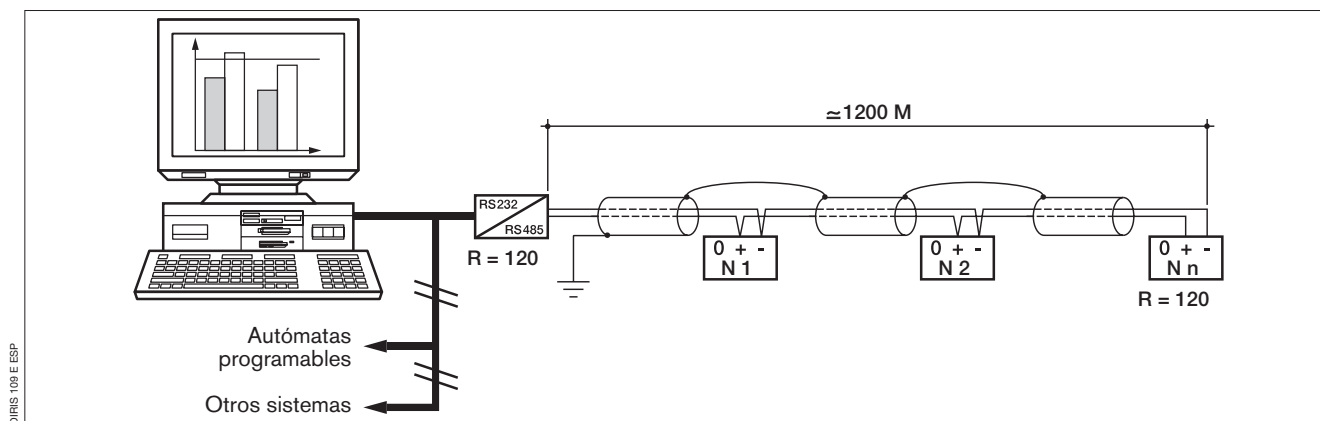 ≃1200 M
RS232
RS485
R = 120
0 + -
N 1
0 + -
N 2
0 + -
N n
R = 120
Autómatas
programables
Otros sistemas
DIRIS 109 E ESP